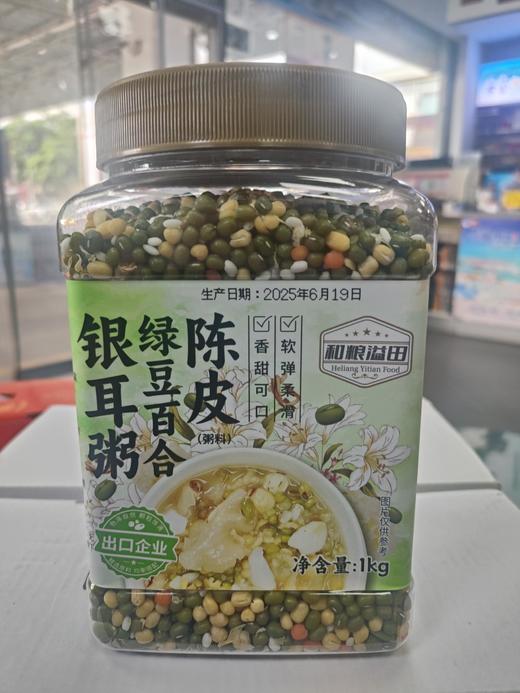 生产日期:2025年6月19日
陈皮
(粥料)
绿豆百合
银耳粥
软弹柔滑
香甜可口
和粮溢田
Heliang Yitian Food
图片仅供参考
出口企业
净含量:1kg